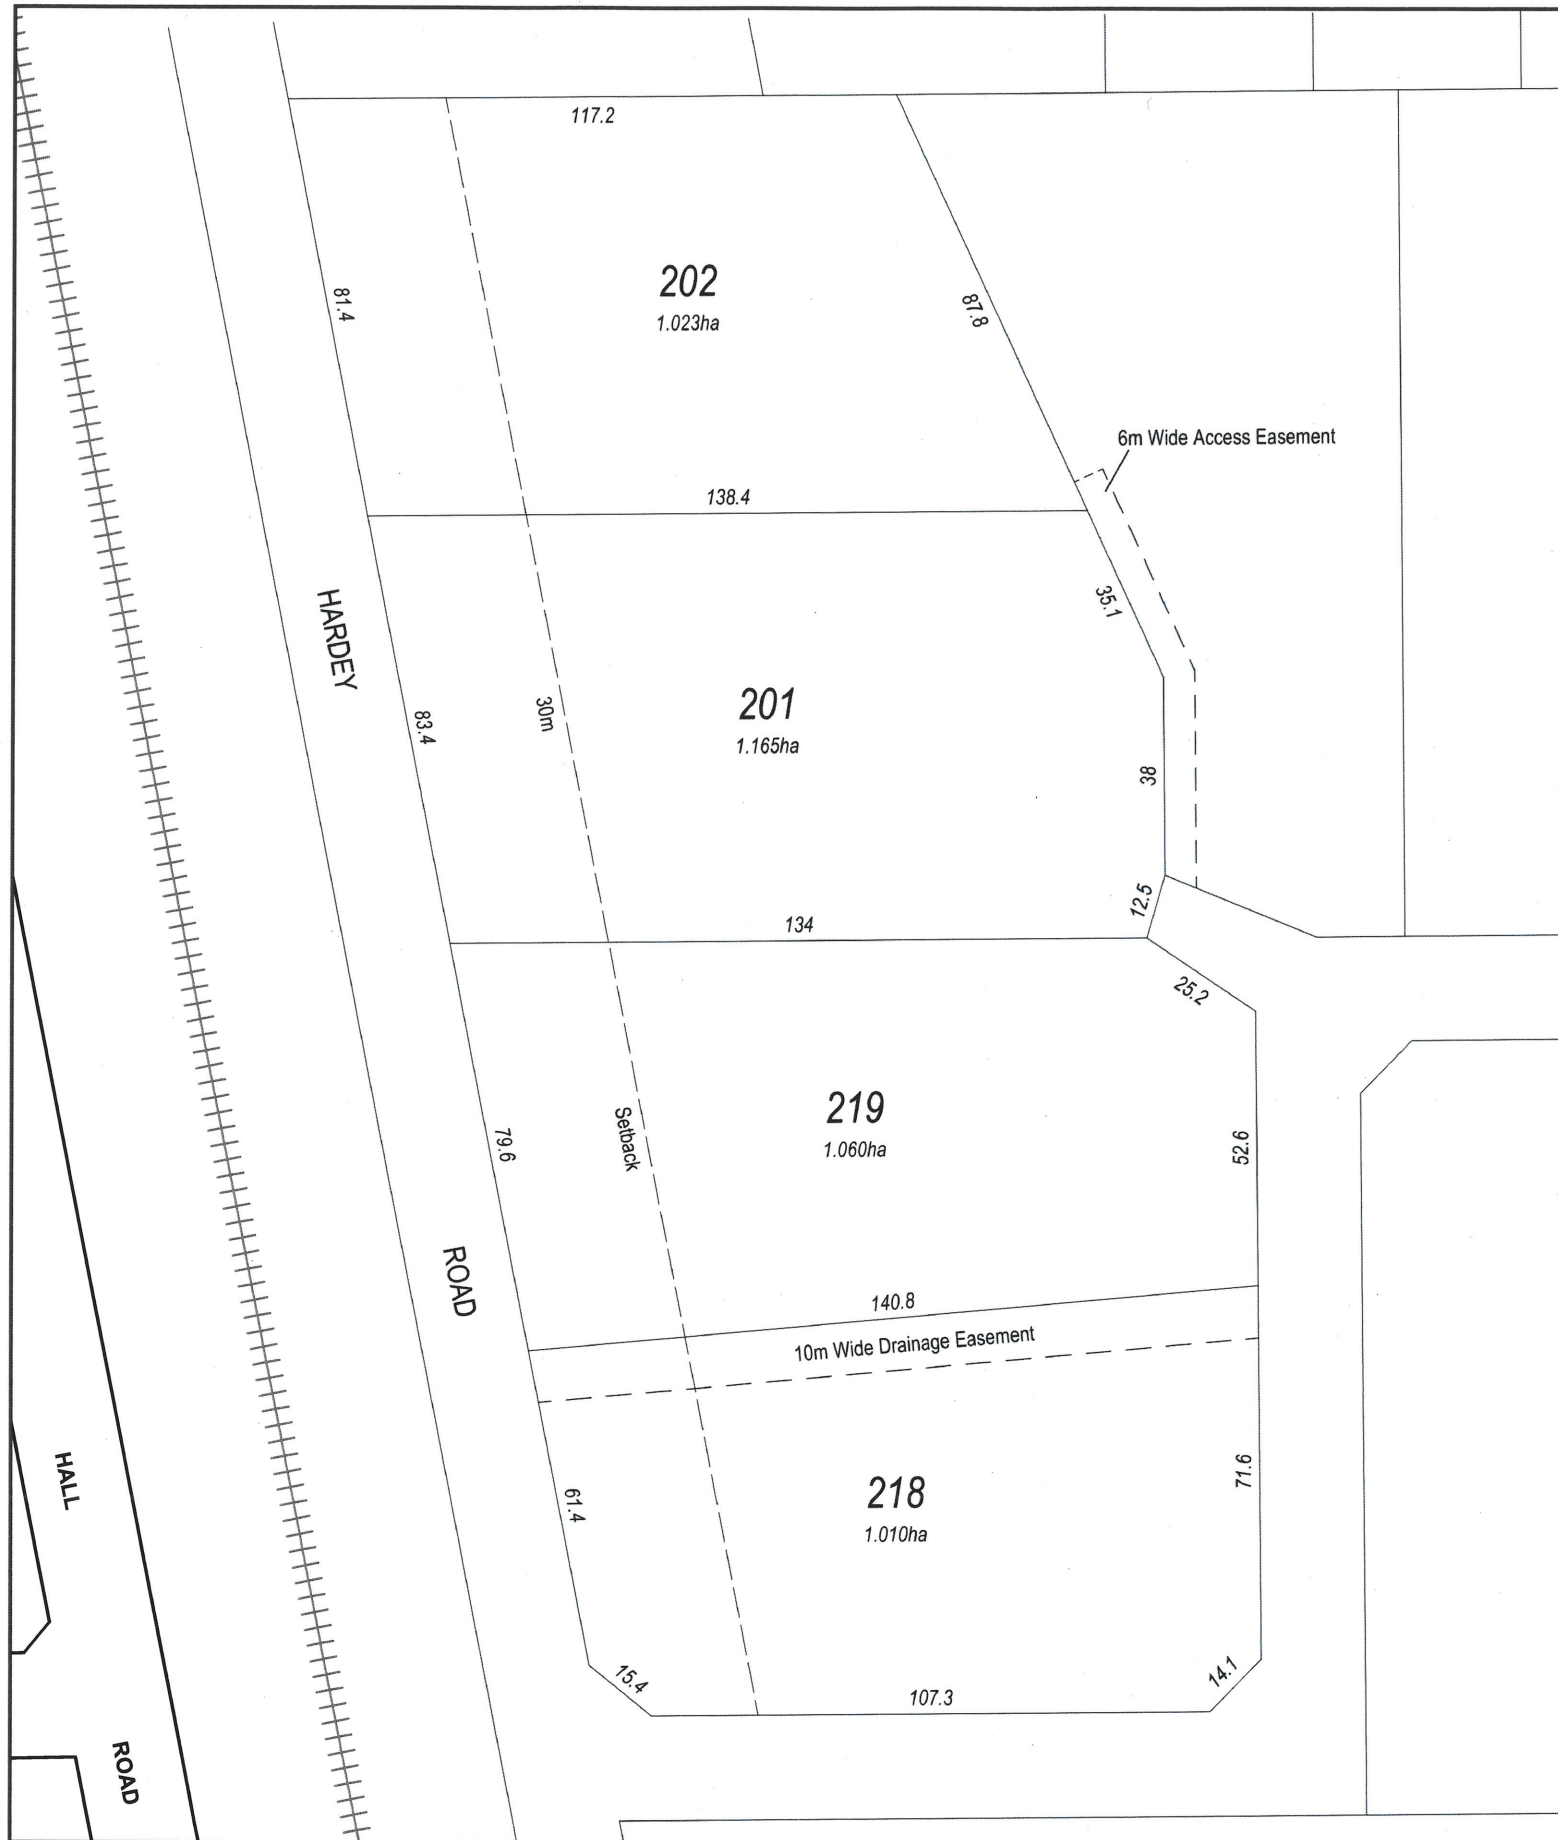 117.2
202
1.023ha
81.4
87.8
6m Wide Access Easement
138.4
HARDEY
35.1
201
1.165ha
30m
83.4
38
12.5
134
25.2
219
1.060ha
Setback
79.6
52.6
ROAD
140.8
10m Wide Drainage Easement
HALL
218
1.010ha
61.4
71.6
15.4
107.3
14.1
ROAD